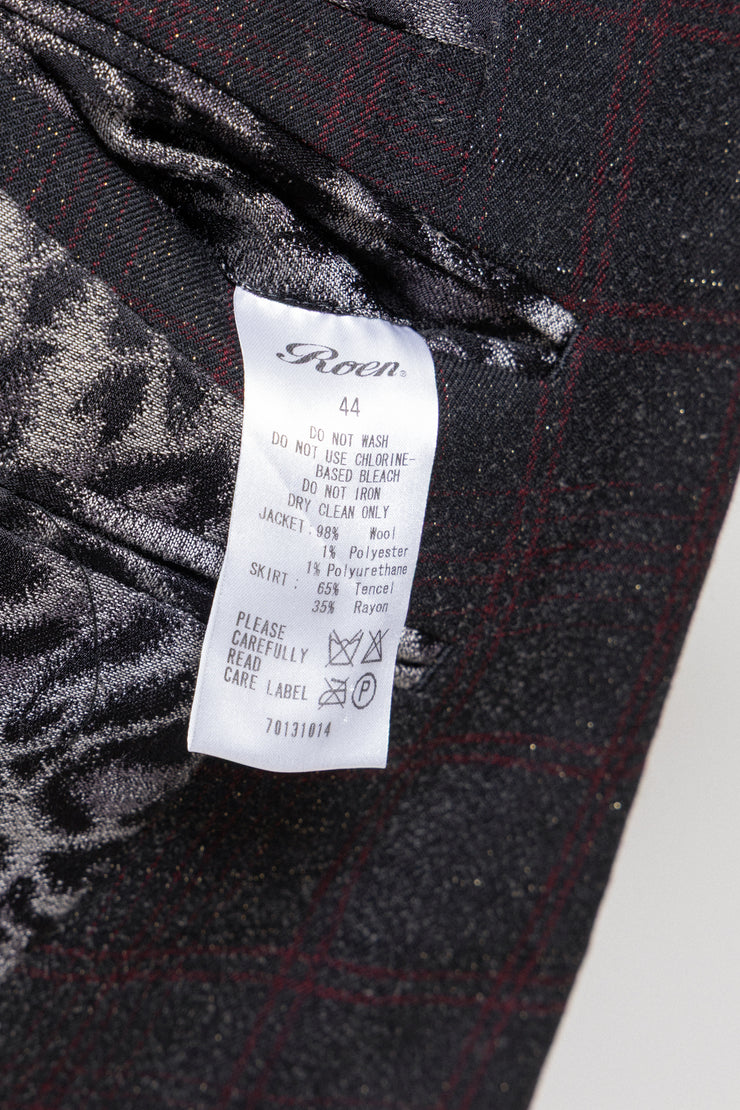 Roen®
44
DO NOT WASH
DO NOT USE CHLORINE-
BASED BLEACH
DO NOT IRON
DRY CLEAN ONLY
JACKET: 98% Wool
1% Polyester
1% Polyurethane
SKIRT: 65% Tencel
35% Rayon
PLEASE
CAREFULLY
READ
CARE LABEL
P
70131014